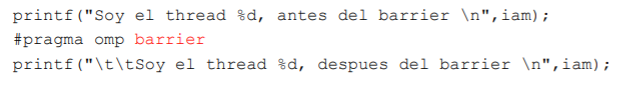 printf("Soy el thread %d, antes del barrier \n",iam);
#pragma omp barrier
printf("\t\tSoy el thread %d, despues del barrier \n",iam);